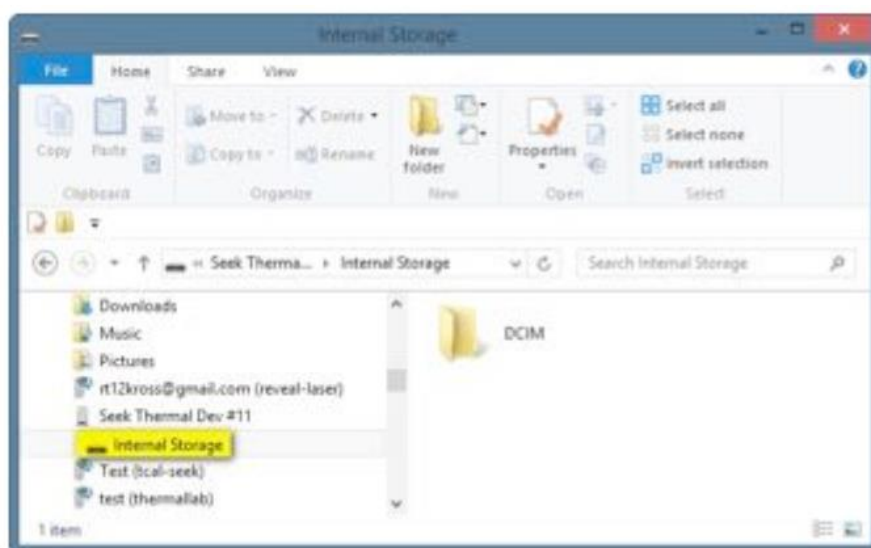 Internal Storage
File Home Share View
Move to Delete Select all
Copy to Rename Select none
Copy Paste New folder Properties Invert selection
Clipboard Organize New Open Select
« Seek Therma... Internal Storage Search Internal Storage
Downloads
Music
Pictures
rt12kross@gmail.com (reveal-laser)
Seek Thermal Dev #11
Internal Storage
Test (tcal-seek)
test (thermallab)
DCIM
1 item